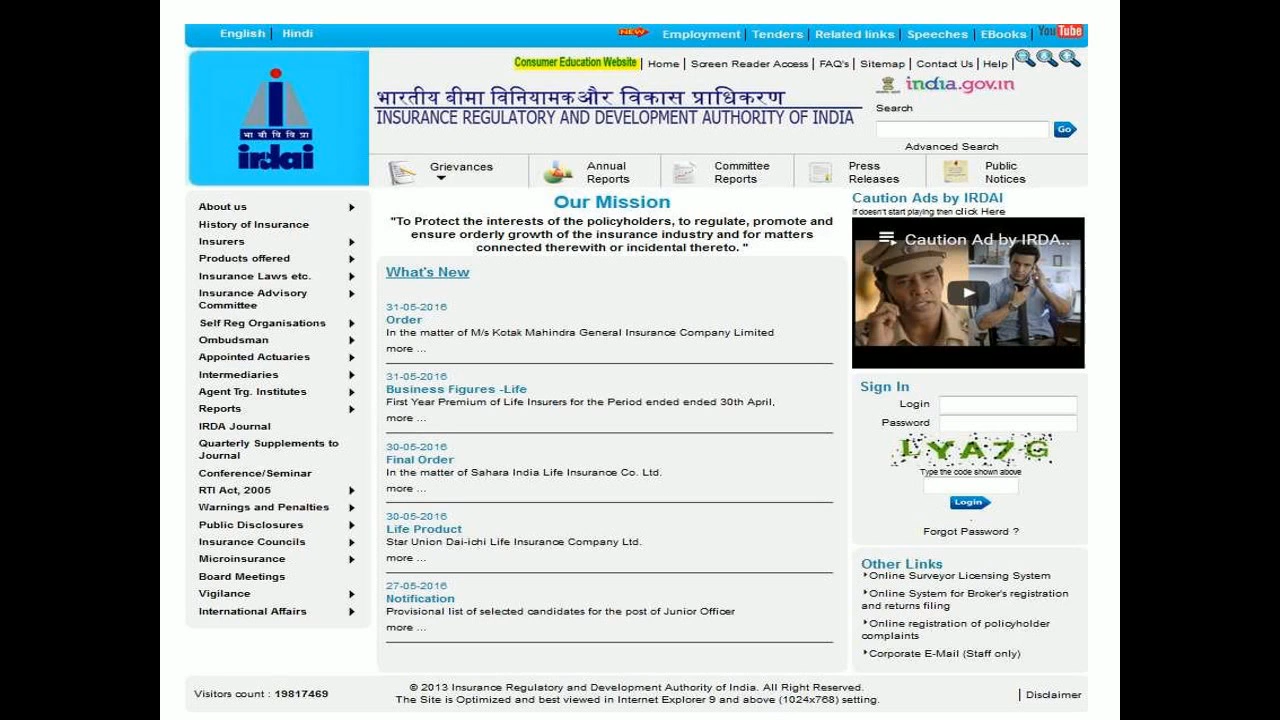 English | Hindi
NEW Employment | Tenders | Related links | Speeches | EBooks | YouTube
Consumer Education Website | Home | Screen Reader Access | FAQ's | Sitemap | Contact Us | Help |
भा बी वि वि प्रा
irdai
भारतीय बीमा विनियामक और विकास प्राधिकरण
INSURANCE REGULATORY AND DEVELOPMENT AUTHORITY OF INDIA
india.gov.in
Search
Go
Advanced Search
Grievances
Annual
Reports
Committee
Reports
Press
Releases
Public
Notices
About us
History of Insurance
Insurers
Products offered
Insurance Laws etc.
Insurance Advisory
Committee
Self Reg Organisations
Ombudsman
Appointed Actuaries
Intermediaries
Agent Trg. Institutes
Reports
IRDA Journal
Quarterly Supplements to
Journal
Conference/Seminar
RTI Act, 2005
Warnings and Penalties
Public Disclosures
Insurance Councils
Microinsurance
Board Meetings
Vigilance
International Affairs
Our Mission
"To Protect the interests of the policyholders, to regulate, promote and
ensure orderly growth of the insurance industry and for matters
connected therewith or incidental thereto. "
What's New
31-05-2016
Order
In the matter of M/s Kotak Mahindra General Insurance Company Limited
more ...
31-05-2016
Business Figures -Life
First Year Premium of Life Insurers for the Period ended ended 30th April,
more ...
30-05-2016
Final Order
In the matter of Sahara India Life Insurance Co. Ltd.
more ...
30-05-2016
Life Product
Star Union Dai-ichi Life Insurance Company Ltd.
more ...
27-05-2016
Notification
Provisional list of selected candidates for the post of Junior Officer
more ...
Caution Ads by IRDAI
If doesn't start playing then click Here
Caution Ad by IRDA...
Sign In
Login
Password
LYA7G
Type the code shown above
Login
Forgot Password ?
Other Links
Online Surveyor Licensing System
Online System for Broker's registration
and returns filing
Online registration of policyholder
complaints
Corporate E-Mail (Staff only)
Visitors count : 19817469
© 2013 Insurance Regulatory and Development Authority of India. All Right Reserved.
The Site is Optimized and best viewed in Internet Explorer 9 and above (1024x768) setting.
| Disclaimer